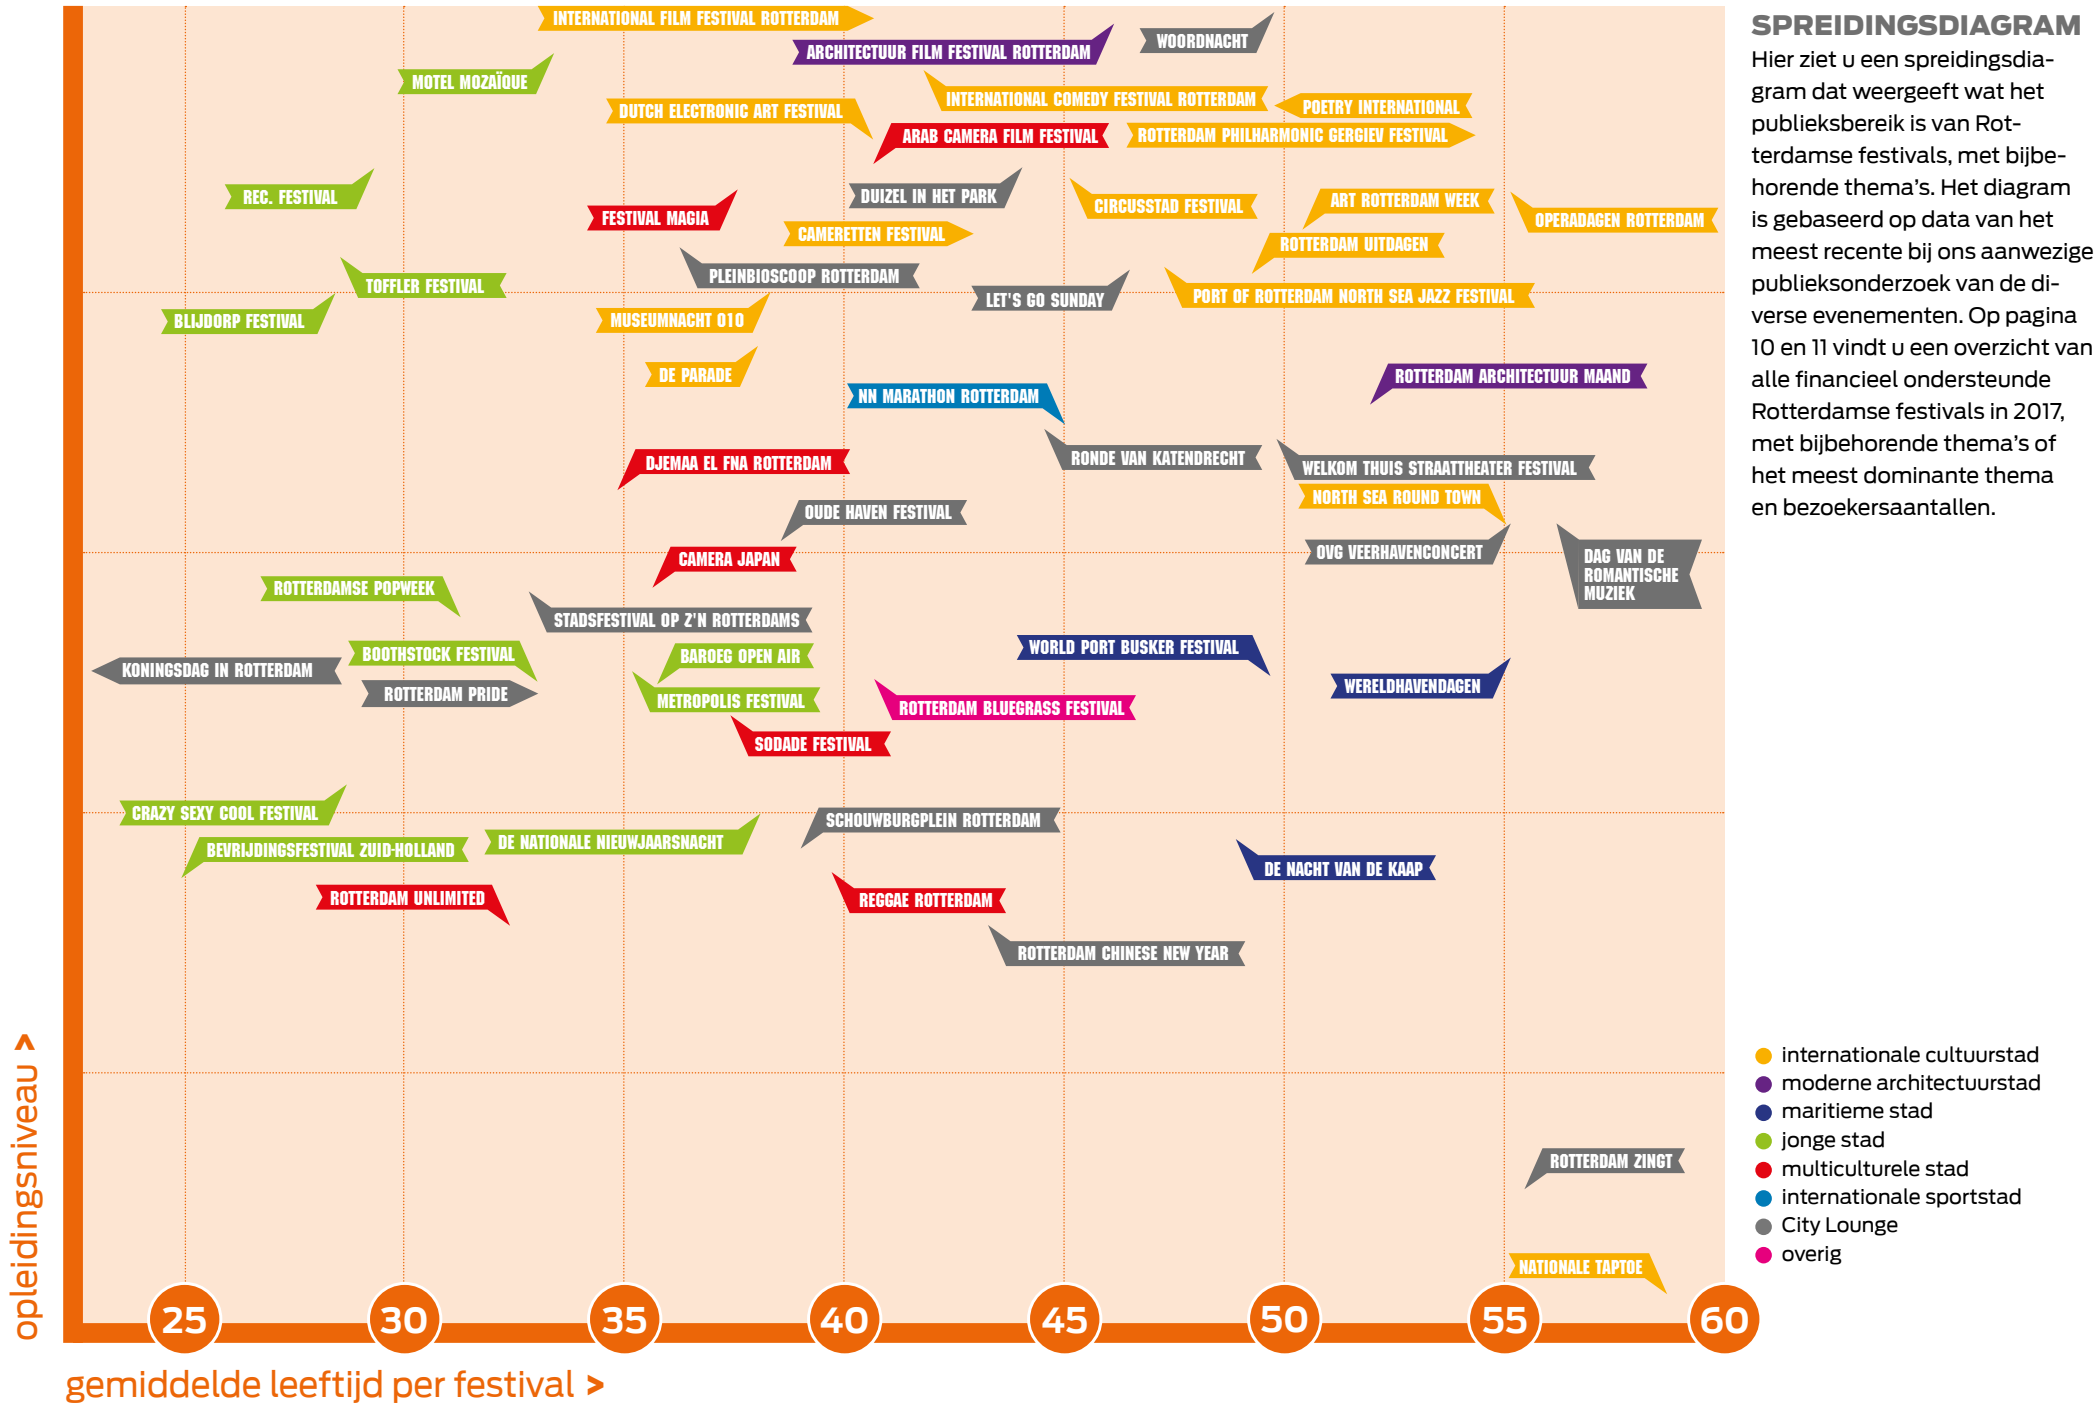 INTERNATIONAL FILM FESTIVAL ROTTERDAM
ARCHITECTUUR FILM FESTIVAL ROTTERDAM
WOORDNACHT
MOTEL MOZAÏQUE
DUTCH ELECTRONIC ART FESTIVAL
INTERNATIONAL COMEDY FESTIVAL ROTTERDAM
POETRY INTERNATIONAL
ARAB CAMERA FILM FESTIVAL
ROTTERDAM PHILHARMONIC GERGIEV FESTIVAL
REC. FESTIVAL
FESTIVAL MAGIA
DUIZEL IN HET PARK
CIRCUSSTAD FESTIVAL
ART ROTTERDAM WEEK
OPERADAGEN ROTTERDAM
CAMERETTEN FESTIVAL
ROTTERDAM UITDAGEN
TOFFLER FESTIVAL
PLEINBIOSCOOP ROTTERDAM
LET'S GO SUNDAY
PORT OF ROTTERDAM NORTH SEA JAZZ FESTIVAL
BLIJDORP FESTIVAL
MUSEUMNACHT 010
DE PARADE
NN MARATHON ROTTERDAM
ROTTERDAM ARCHITECTUUR MAAND
DJEMAA EL FNA ROTTERDAM
RONDE VAN KATENDRECHT
WELKOM THUIS STRAATTHEATER FESTIVAL
NORTH SEA ROUND TOWN
OUDE HAVEN FESTIVAL
CAMERA JAPAN
OVG VEERHAVENCONCERT
DAG VAN DE
ROMANTISCHE
MUZIEK
ROTTERDAMSE POPWEEK
STADSFESTIVAL OP Z'N ROTTERDAMS
BOOTHSTOCK FESTIVAL
BAROEG OPEN AIR
WORLD PORT BUSKER FESTIVAL
KONINGSDAG IN ROTTERDAM
ROTTERDAM PRIDE
METROPOLIS FESTIVAL
ROTTERDAM BLUEGRASS FESTIVAL
WERELDHAVENDAGEN
SODADE FESTIVAL
CRAZY SEXY COOL FESTIVAL
BEVRIJDINGSFESTIVAL ZUID-HOLLAND
DE NATIONALE NIEUWJAARSNACHT
SCHOUWBURGPLEIN ROTTERDAM
DE NACHT VAN DE KAAP
ROTTERDAM UNLIMITED
REGGAE ROTTERDAM
ROTTERDAM CHINESE NEW YEAR
ROTTERDAM ZINGT
NATIONALE TAPTOE
opleidingsniveau >
25 30 35 40 45 50 55 60
gemiddelde leeftijd per festival >
SPREIDINGSDIAGRAM
Hier ziet u een spreidingsdia-
gram dat weergeeft wat het
publieksbereik is van Rot-
terdamse festivals, met bijbe-
horende thema's. Het diagram
is gebaseerd op data van het
meest recente bij ons aanwezige
publieksonderzoek van de di-
verse evenementen. Op pagina
10 en 11 vindt u een overzicht van
alle financieel ondersteunde
Rotterdamse festivals in 2017,
met bijbehorende thema's of
het meest dominante thema
en bezoekersaantallen.
internationale cultuurstad
moderne architectuurstad
maritieme stad
jonge stad
multiculturele stad
internationale sportstad
City Lounge
overig